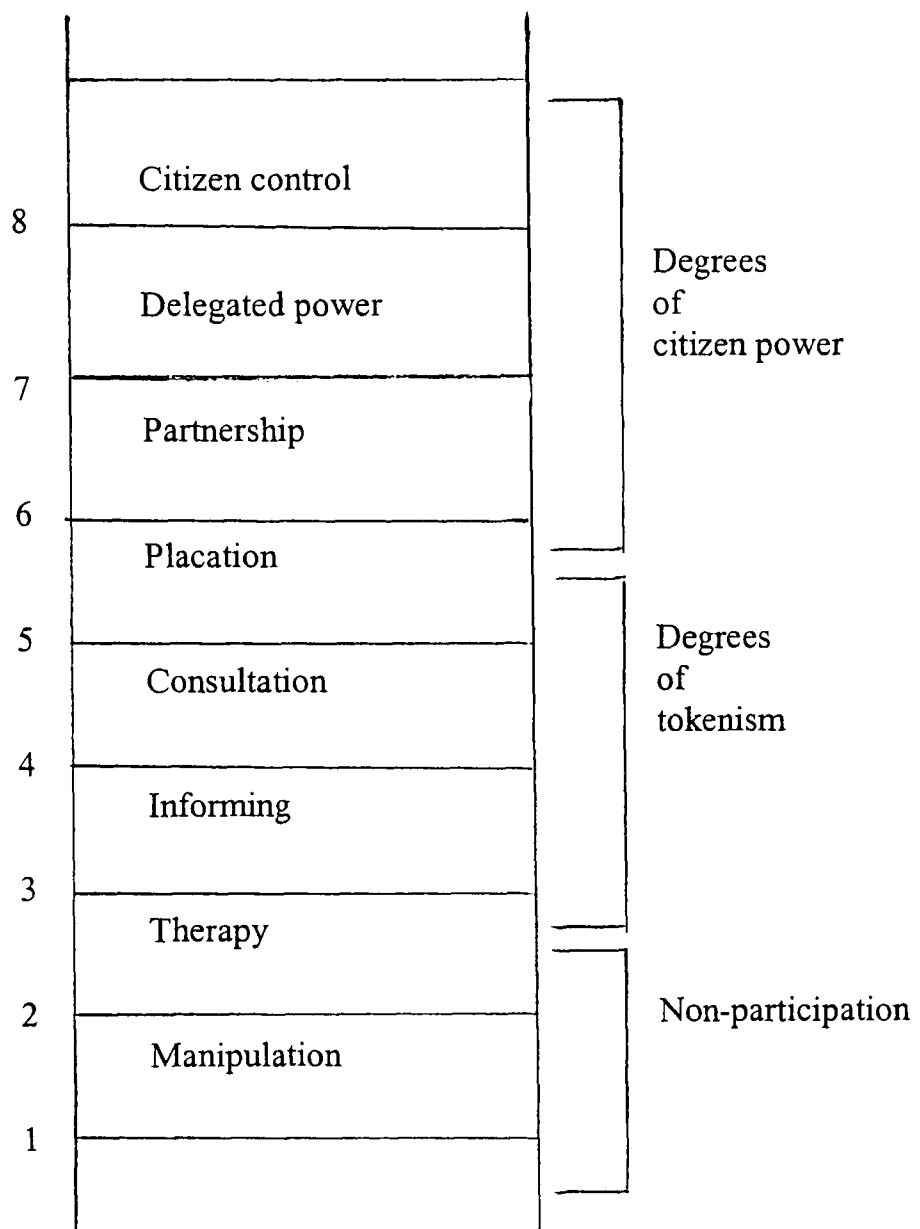 Citizen control
8
Delegated power
7
Partnership
6
Placation
5
Consultation
4
Informing
3
Therapy
2
Manipulation
1
Degrees
of
citizen power
Degrees
of
tokenism
Non-participation